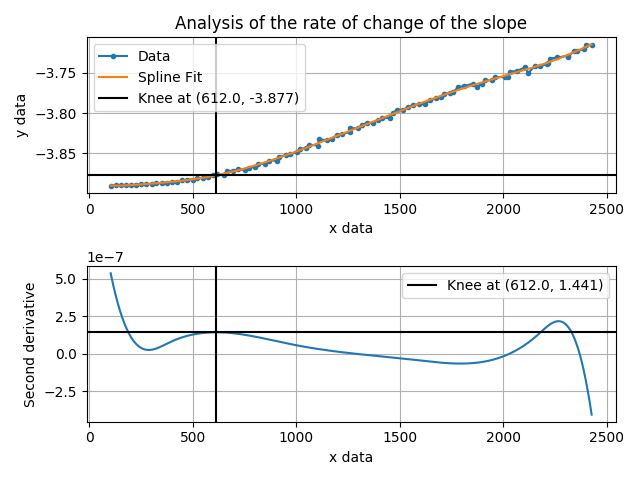 Analysis of the rate of change of the slope
Data
Spline Fit
Knee at (612.0, -3.877)
−3.75
−3.80
−3.85
y data
0
500
1000
1500
2000
2500
x data
1e−7
Knee at (612.0, 1.441)
5.0
2.5
0.0
−2.5
Second derivative
0
500
1000
1500
2000
2500
x data